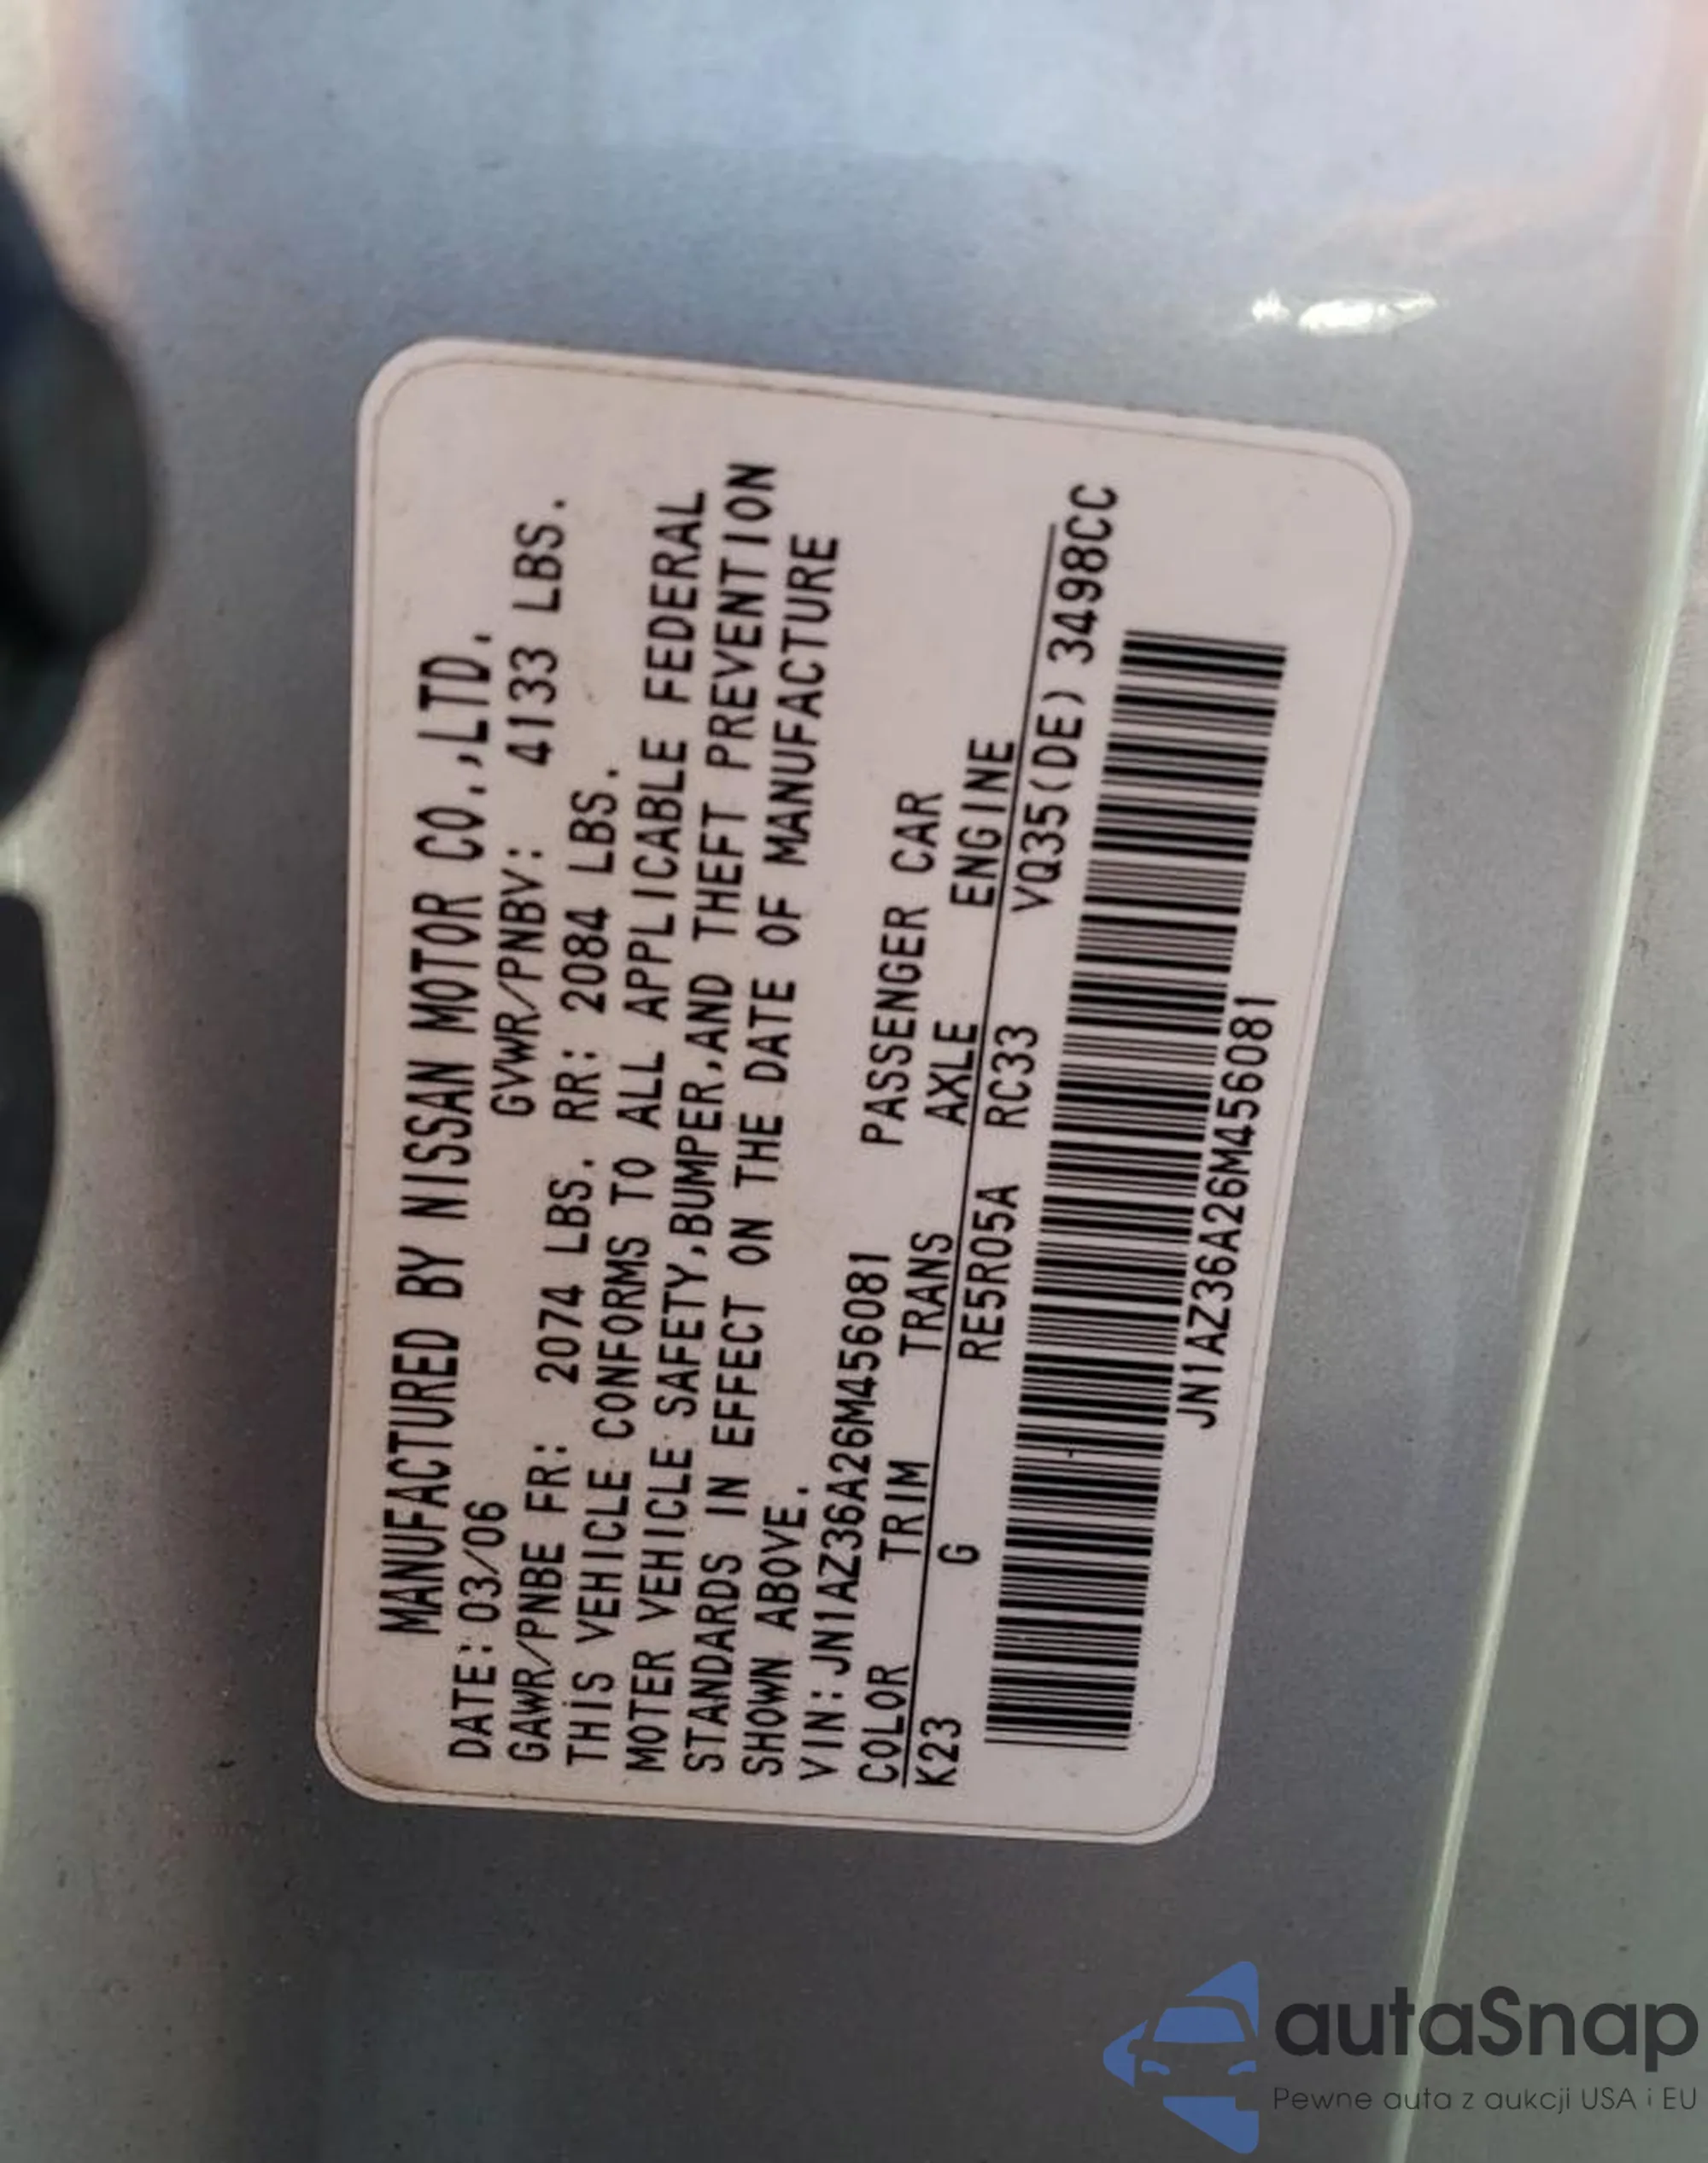 MANUFACTURED BY NISSAN MOTOR CO.,LTD.
DATE:03/06 GVWR/PNBV: 4133 LBS.
GAWR/PNBE FR: 2074 LBS. RR: 2084 LBS.
THIS VEHICLE CONFORMS TO ALL APPLICABLE FEDERAL
MOTER VEHICLE SAFETY,BUMPER,AND THEFT PREVENTION
STANDARDS IN EFFECT ON THE DATE OF MANUFACTURE
SHOWN ABOVE.
VIN:JN1AZ36A26M456081 PASSENGER CAR
COLOR TRIM TRANS AXLE ENGINE
K23 G RE5R05A RC33 VQ35(DE) 3498CC
JN1AZ36A26M456081
autaSnap
Pewne auta z aukcji USA i EU